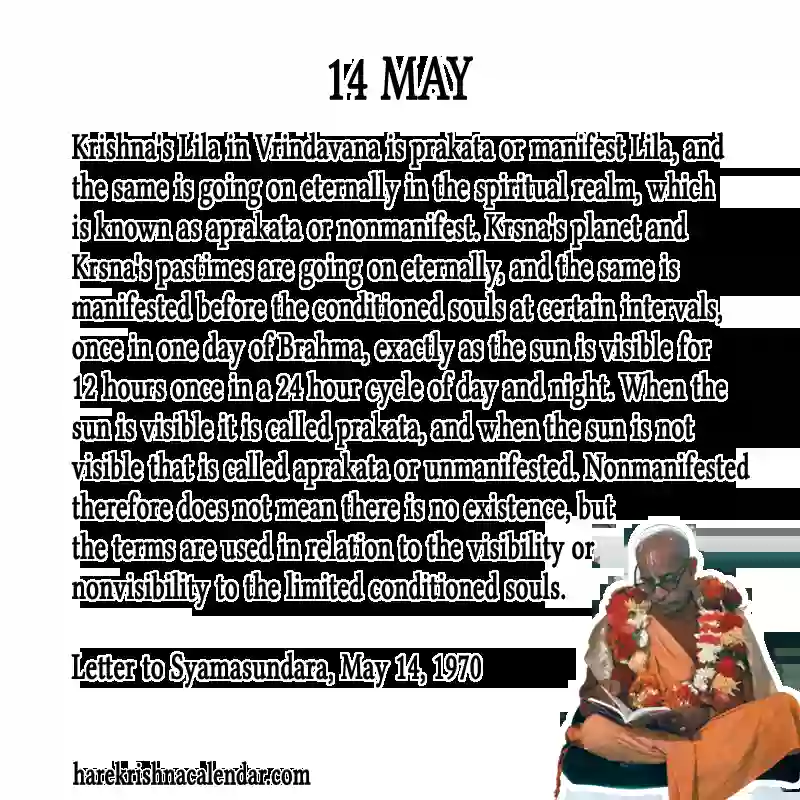 14 MAY
Krishna's Lila in Vrindavana is prakata or manifest Lila, and
the same is going on eternally in the spiritual realm, which
is known as aprakata or nonmanifest. Krsna's planet and
Krsna's pastimes are going on eternally, and the same is
manifested before the conditioned souls at certain intervals,
once in one day of Brahma, exactly as the sun is visible for
12 hours once in a 24 hour cycle of day and night. When the
sun is visible it is called prakata, and when the sun is not
visible that is called aprakata or unmanifested. Nonmanifested
therefore does not mean there is no existence, but
the terms are used in relation to the visibility or
nonvisibility to the limited conditioned souls.
Letter to Syamasundara, May 14, 1970
harekrishnacalendar.com